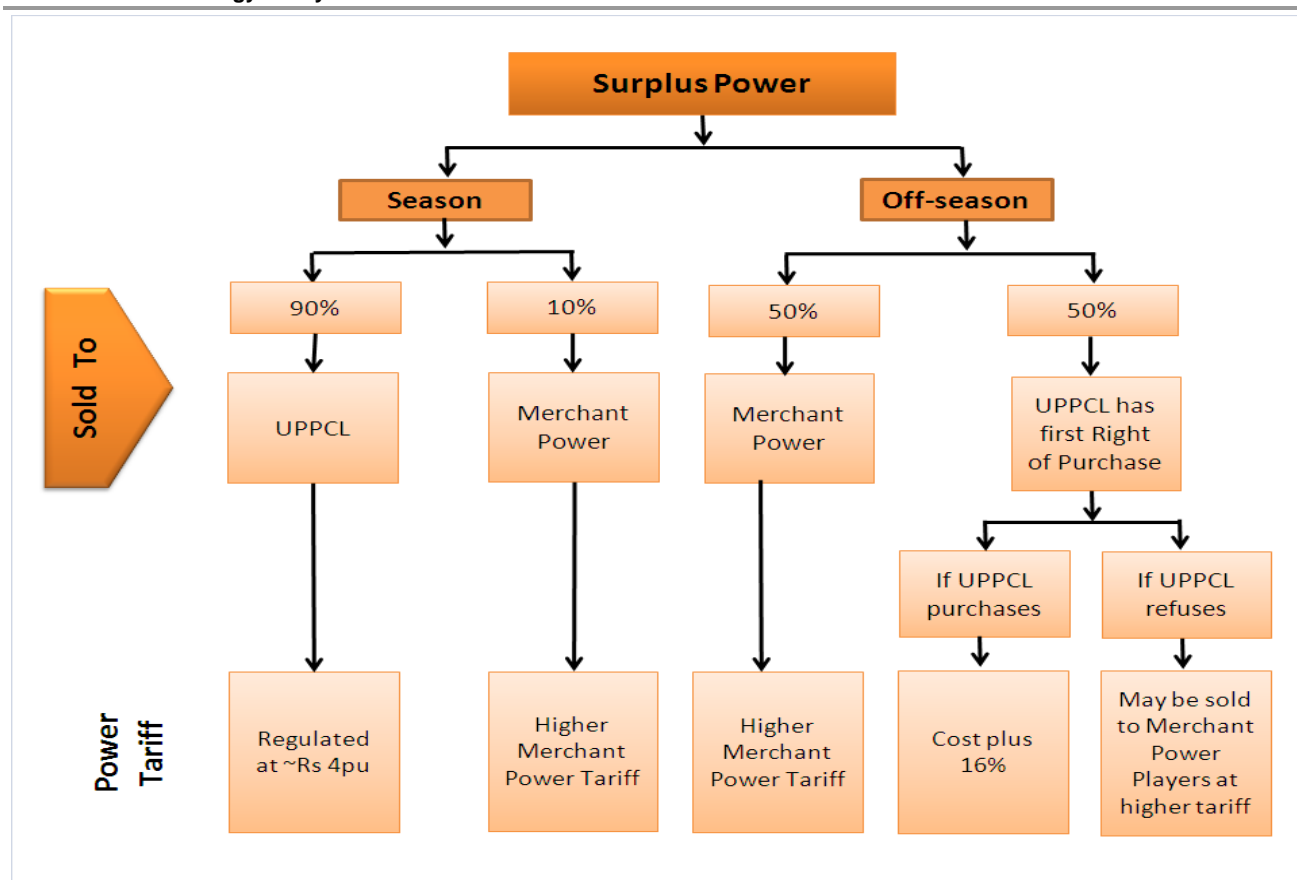 Surplus Power
Season
Off-season
Sold To
90%
10%
50%
50%
UPPCL
Merchant
Power
Merchant
Power
UPPCL has
first Right
of Purchase
If UPPCL
purchases
If UPPCL
refuses
Power
Tariff
Regulated
at ~Rs 4pu
Higher
Merchant
Power Tariff
Higher
Merchant
Power Tariff
Cost plus
16%
May be sold
to Merchant
Power
Players at
higher tariff